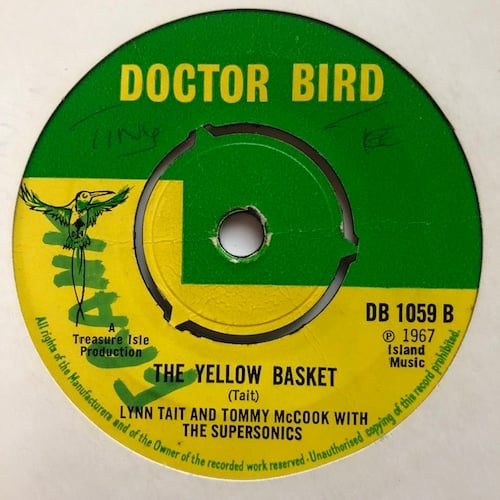 DOCTOR BIRD
TINY TEE
DB 1059 B
℗ 1967
Island
Music
A
Treasure Isle
Production
THE YELLOW BASKET
(Tait)
LYNN TAIT AND TOMMY McCOOK WITH
THE SUPERSONICS
All rights of the Manufacturers and of the Owner of the recorded work reserved - Unauthorised copying of this record prohibited.